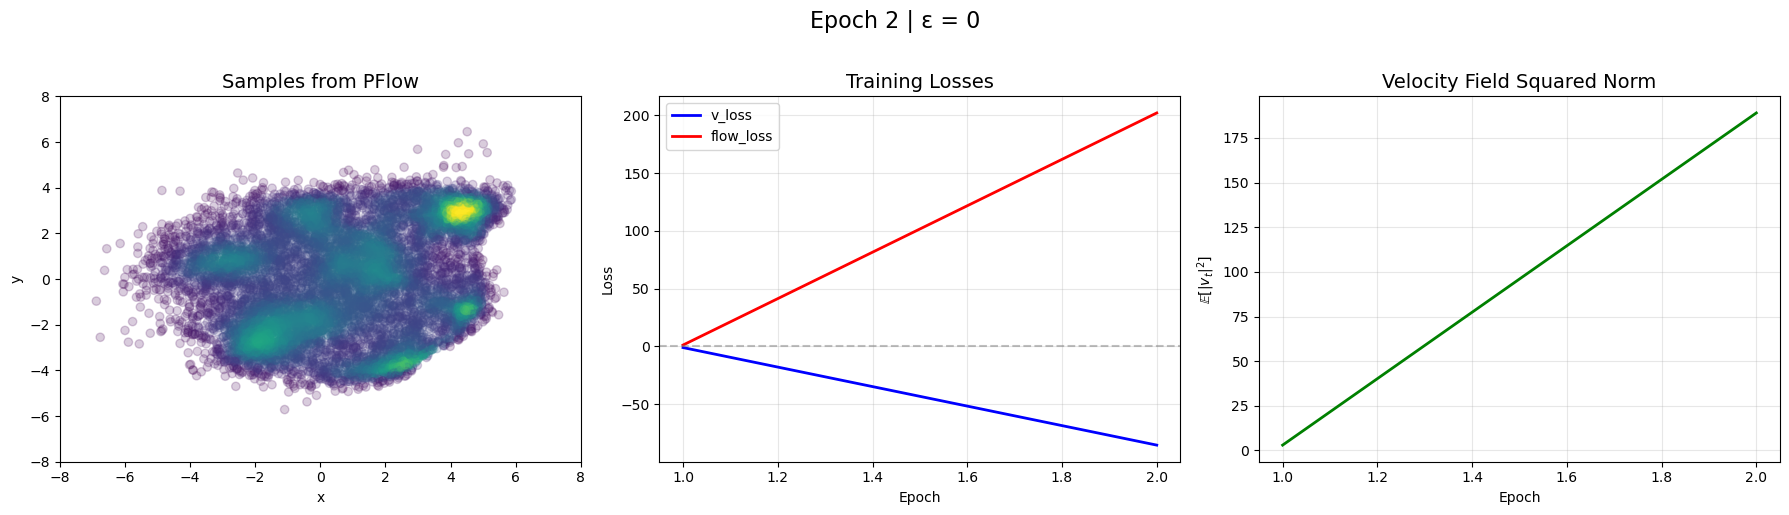 Epoch 2 | ε = 0
Samples from PFlow
8
6
4
2
0
−2
−4
−6
−8
y
−8 −6 −4 −2 0 2 4 6 8
x
Training Losses
v_loss
flow_loss
200
150
100
50
0
−50
Loss
1.0 1.2 1.4 1.6 1.8 2.0
Epoch
Velocity Field Squared Norm
175
150
125
100
75
50
25
0
𝔼[|v_t|²]
1.0 1.2 1.4 1.6 1.8 2.0
Epoch